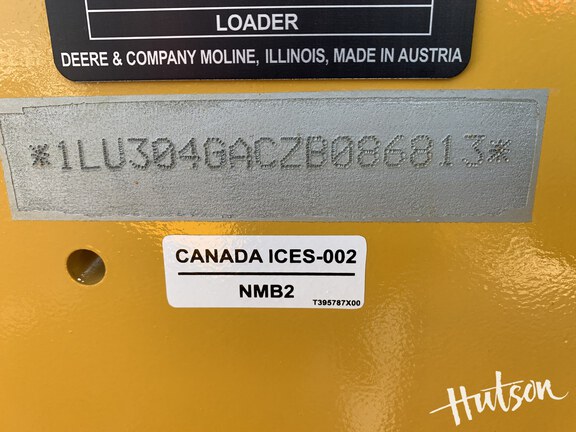 LOADER
DEERE & COMPANY MOLINE, ILLINOIS, MADE IN AUSTRIA
*1LU304GACZB086813*
CANADA ICES-002
NMB2
T395787X00
Hutson